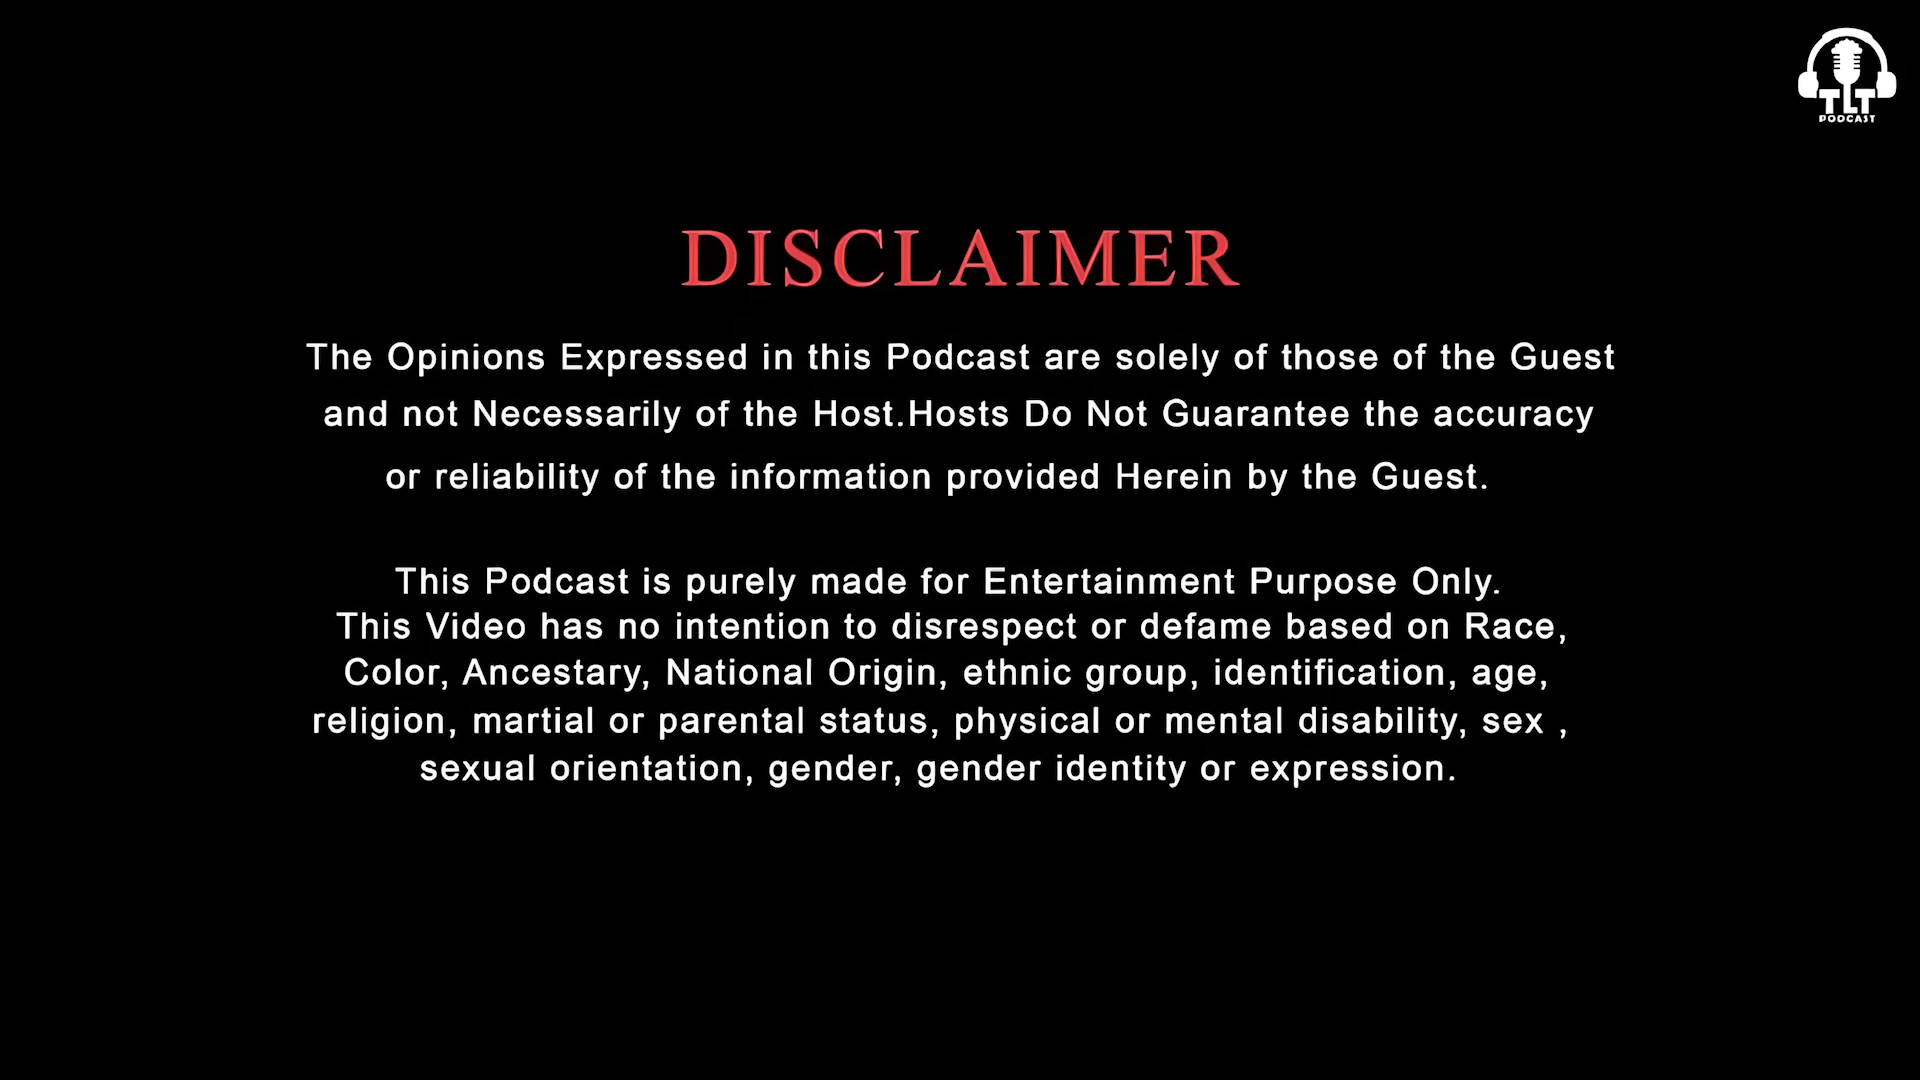 TLT
PODCAST
DISCLAIMER
The Opinions Expressed in this Podcast are solely of those of the Guest
and not Necessarily of the Host.Hosts Do Not Guarantee the accuracy
or reliability of the information provided Herein by the Guest.
This Podcast is purely made for Entertainment Purpose Only.
This Video has no intention to disrespect or defame based on Race,
Color, Ancestary, National Origin, ethnic group, identification, age,
religion, martial or parental status, physical or mental disability, sex ,
sexual orientation, gender, gender identity or expression.